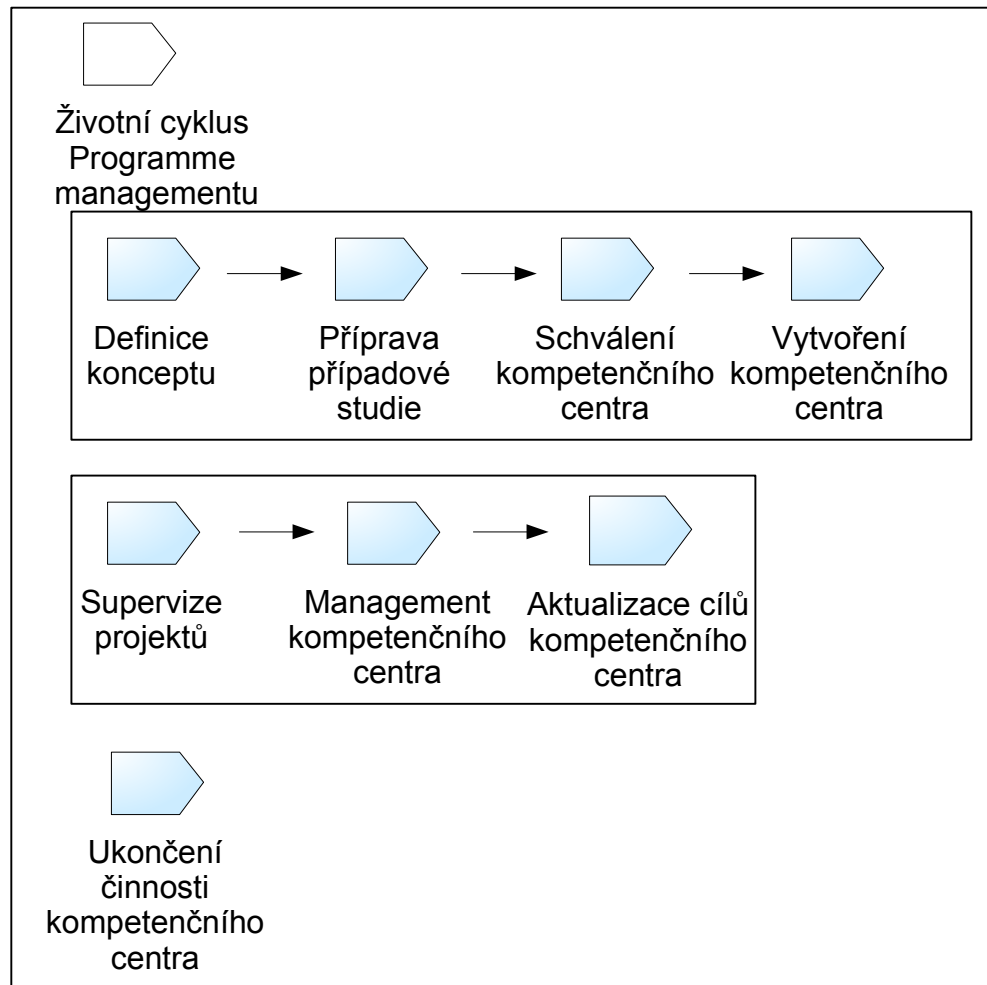 Životní cyklus
Programme
managementu
Definice
konceptu
Příprava
případové
studie
Schválení
kompetenčního
centra
Vytvoření
kompetenčního
centra
Supervize
projektů
Management
kompetenčního
centra
Aktualizace cílů
kompetenčního
centra
Ukončení
činnosti
kompetenčního
centra